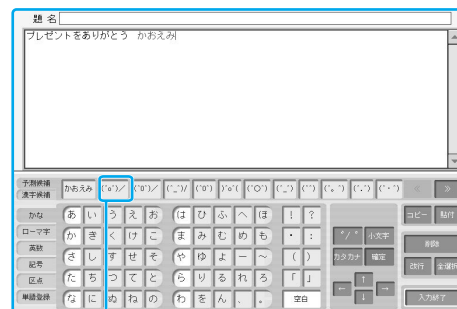 題 名
プレゼントをありがとう かおえみ
予測候補
漢字候補
かおえみ (^o^)／ (^0^)／ (^_^)/ (^0^) )^o^( (^O^) (^_^) (^^) (^｡^) (^.^) (^・^) ≪ ≫
かな
ローマ字
英数
記号
区点
単語登録
あ い う え お は ひ ふ へ ほ ! ?
か き く け こ ま み む め も ・ :
さ し す せ そ や ゆ よ ー ～ ( )
た ち つ て と ら り る れ ろ 「 」
な に ぬ ね の わ を ん 、 。 空白
゛/゜ 小文字
カタカナ 確定
↑
← ↓ →
コピー 貼付
削除
改行 全選択
入力終了